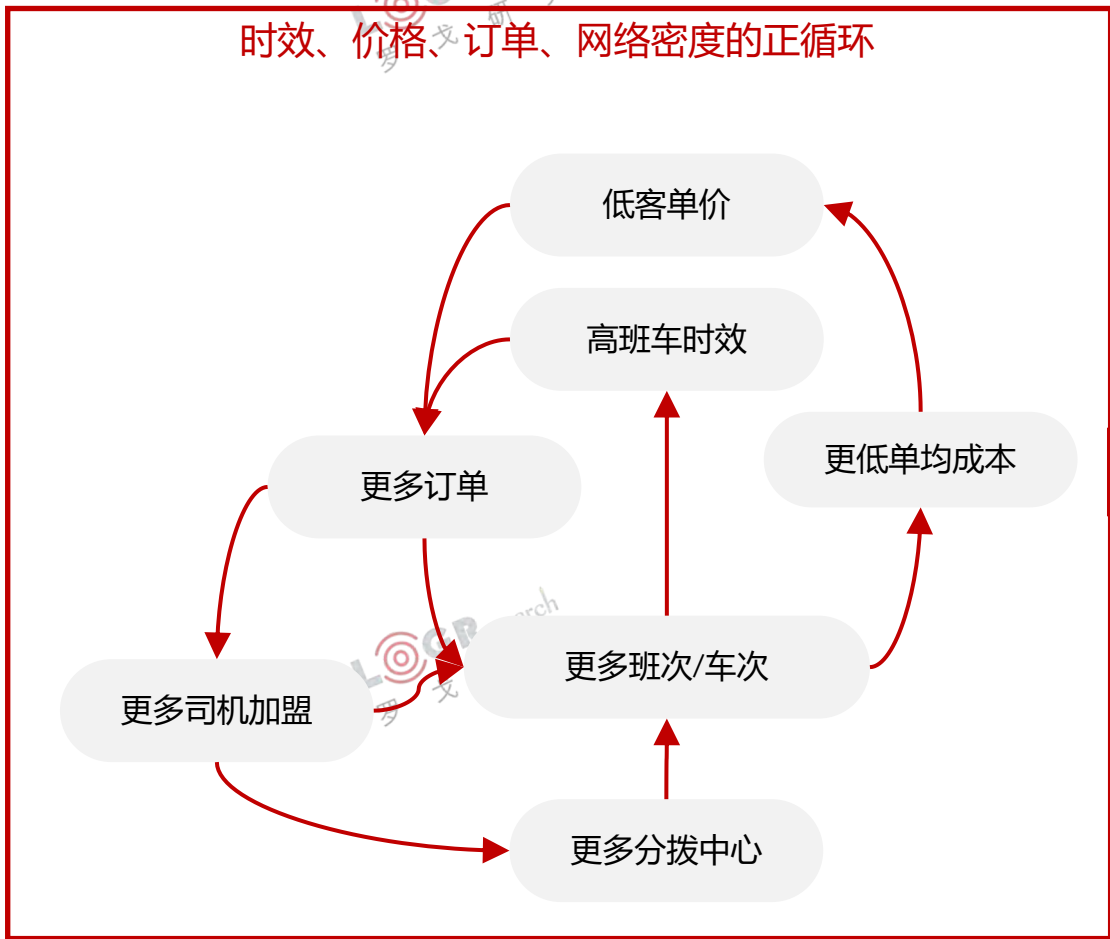 时效、价格、订单、网络密度的正循环
低客单价
高班车时效
更低单均成本
更多订单
更多班次/车次
更多司机加盟
更多分拨中心